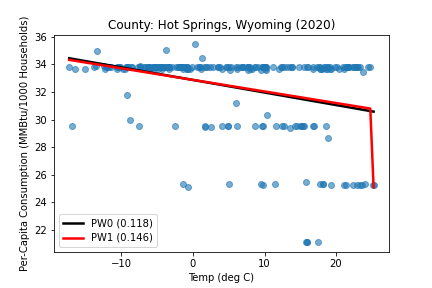 County: Hot Springs, Wyoming (2020)
Per-Capita Consumption (MMBtu/1000 Households)
36
34
32
30
28
26
24
22
PW0 (0.118)
PW1 (0.146)
−10 0 10 20
Temp (deg C)